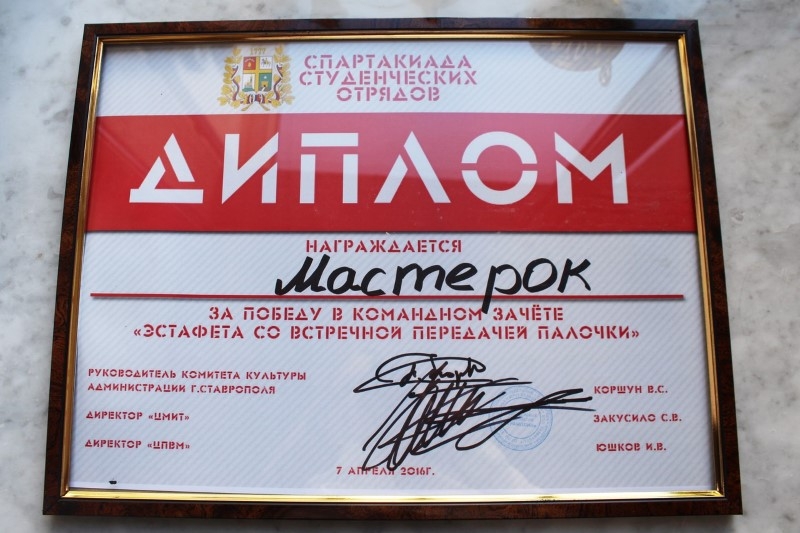 1777
СПАРТАКИАДА
СТУДЕНЧЕСКИХ
ОТРЯДОВ
ДИПЛОМ
НАГРАЖДАЕТСЯ
Мастерок
ЗА ПОБЕДУ В КОМАНДНОМ ЗАЧЁТЕ
«ЭСТАФЕТА СО ВСТРЕЧНОЙ ПЕРЕДАЧЕЙ ПАЛОЧКИ»
РУКОВОДИТЕЛЬ КОМИТЕТА КУЛЬТУРЫ
АДМИНИСТРАЦИИ Г.СТАВРОПОЛЯ
КОРШУН В.С.
ДИРЕКТОР «ЦМИТ»
ЗАКУСИЛО С.В.
ДИРЕКТОР «ЦПВМ»
ЮШКОВ И.В.
7 АПРЕЛЯ 2016Г.